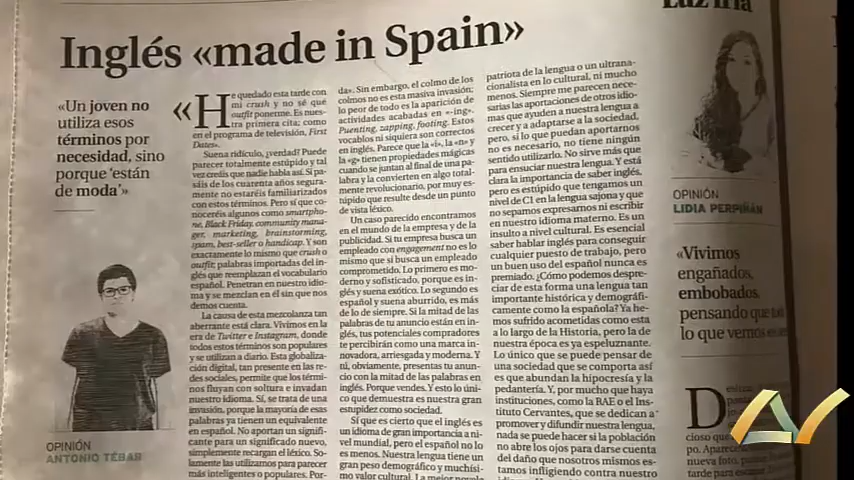 Inglés «made in Spain»
«Un joven no
utiliza esos
términos por
necesidad, sino
porque 'están
de moda'»
OPINIÓN
ANTONIO TÉBAR
«He quedado esta tarde con
mi crush y no sé qué
outfit ponerme. Es nues-
tra primera cita; como
en el programa de televisión, First
Dates».
Suena ridículo, ¿verdad? Puede
parecer totalmente estúpido y tal
vez creáis que nadie habla así. Si pa-
sáis de los cuarenta años segura-
mente no estaréis familiarizados
con estos términos. Pero sí que co-
noceréis algunos como smartpho-
ne, Black Friday, community mana-
ger, marketing, brainstorming,
spam, best-seller o handicap. Y son
exactamente lo mismo que crush o
outfit: palabras importadas del in-
glés que reemplazan el vocabulario
español. Penetran en nuestro idio-
ma y se mezclan en él sin que nos
demos cuenta.
La causa de esta mezcolanza tan
aberrante está clara. Vivimos en la
era de Twitter e Instagram, donde
todos estos términos son populares
y se utilizan a diario. Esta globaliza-
ción digital, tan presente en las re-
des sociales, permite que los térmi-
nos fluyan con soltura e invadan
nuestro idioma. Sí, se trata de una
invasión, porque la mayoría de esas
palabras ya tienen un equivalente
en español. No aportan un signifi-
cante para un significado nuevo,
simplemente recargan el léxico. So-
lamente las utilizamos para parecer
más inteligentes o populares. Por-
da». Sin embargo, el colmo de los
colmos no es esta masiva invasión;
lo peor de todo es la aparición de
actividades acabadas en «-ing».
Puenting, zapping, footing. Estos
vocablos ni siquiera son correctos
en inglés. Parece que la «i», la «n» y
la «g» tienen propiedades mágicas
cuando se juntan al final de una pa-
labra y la convierten en algo total-
mente revolucionario, por muy es-
túpido que resulte desde un punto
de vista léxico.
Un caso parecido encontramos
en el mundo de la empresa y de la
publicidad. Si tu empresa busca un
empleado con engagement no es lo
mismo que si busca un empleado
comprometido. Lo primero es mo-
derno y sofisticado, porque es in-
glés y suena exótico. Lo segundo es
español y suena aburrido, es más
de lo de siempre. Si la mitad de las
palabras de tu anuncio están en in-
glés, tus potenciales compradores
te percibirán como una marca in-
novadora, arriesgada y moderna. Y
tú, obviamente, presentas tu anun-
cio con la mitad de las palabras en
inglés. Porque vendes. Y esto lo úni-
co que demuestra es nuestra gran
estupidez como sociedad.
Sí que es cierto que el inglés es
un idioma de gran importancia a ni-
vel mundial, pero el español no lo
es menos. Nuestra lengua tiene un
gran peso demográfico y muchísi-
mo valor cultural. La mejor novela
patriota de la lengua o un ultrana-
cionalista en lo cultural, ni mucho
menos. Siempre me parecen nece-
sarias las aportaciones de otros idio-
mas que ayuden a nuestra lengua a
crecer y a adaptarse a la sociedad,
pero, si lo que puedan aportarnos
no es necesario, no tiene ningún
sentido utilizarlo. No sirve más que
para ensuciar nuestra lengua. Y está
clara la importancia de saber inglés,
pero es estúpido que tengamos un
nivel de C1 en la lengua sajona y que
no sepamos expresarnos ni escribir
en nuestro idioma materno. Es un
insulto a nivel cultural. Es esencial
saber hablar inglés para conseguir
cualquier puesto de trabajo, pero
un buen uso del español nunca es
premiado. ¿Cómo podemos despre-
ciar de esta forma una lengua tan
importante histórica y demográfi-
camente como la española? Ya he-
mos sufrido acometidas como esta
a lo largo de la Historia, pero la de
nuestra época es ya espeluznante.
Lo único que se puede pensar de
una sociedad que se comporta así
es que abundan la hipocresía y la
pedantería. Y, por mucho que haya
instituciones, como la RAE o el Ins-
tituto Cervantes, que se dedican a
promover y difundir nuestra lengua,
nada se puede hacer si la población
no abre los ojos para darse cuenta
del daño que nosotros mismos es-
tamos infligiendo contra nuestro
OPINIÓN
LIDIA PERPIÑÁN
«Vivimos
engañados,
embobados,
pensando que
lo que vemos
cioso que
po.
nueva foto,
tarde para